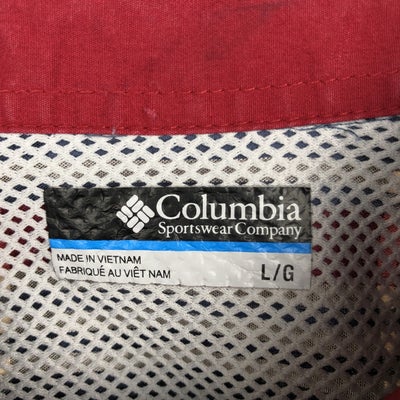 Columbia
Sportswear Company
MADE IN VIETNAM
FABRIQUÉ AU VIÊT NAM
L/G